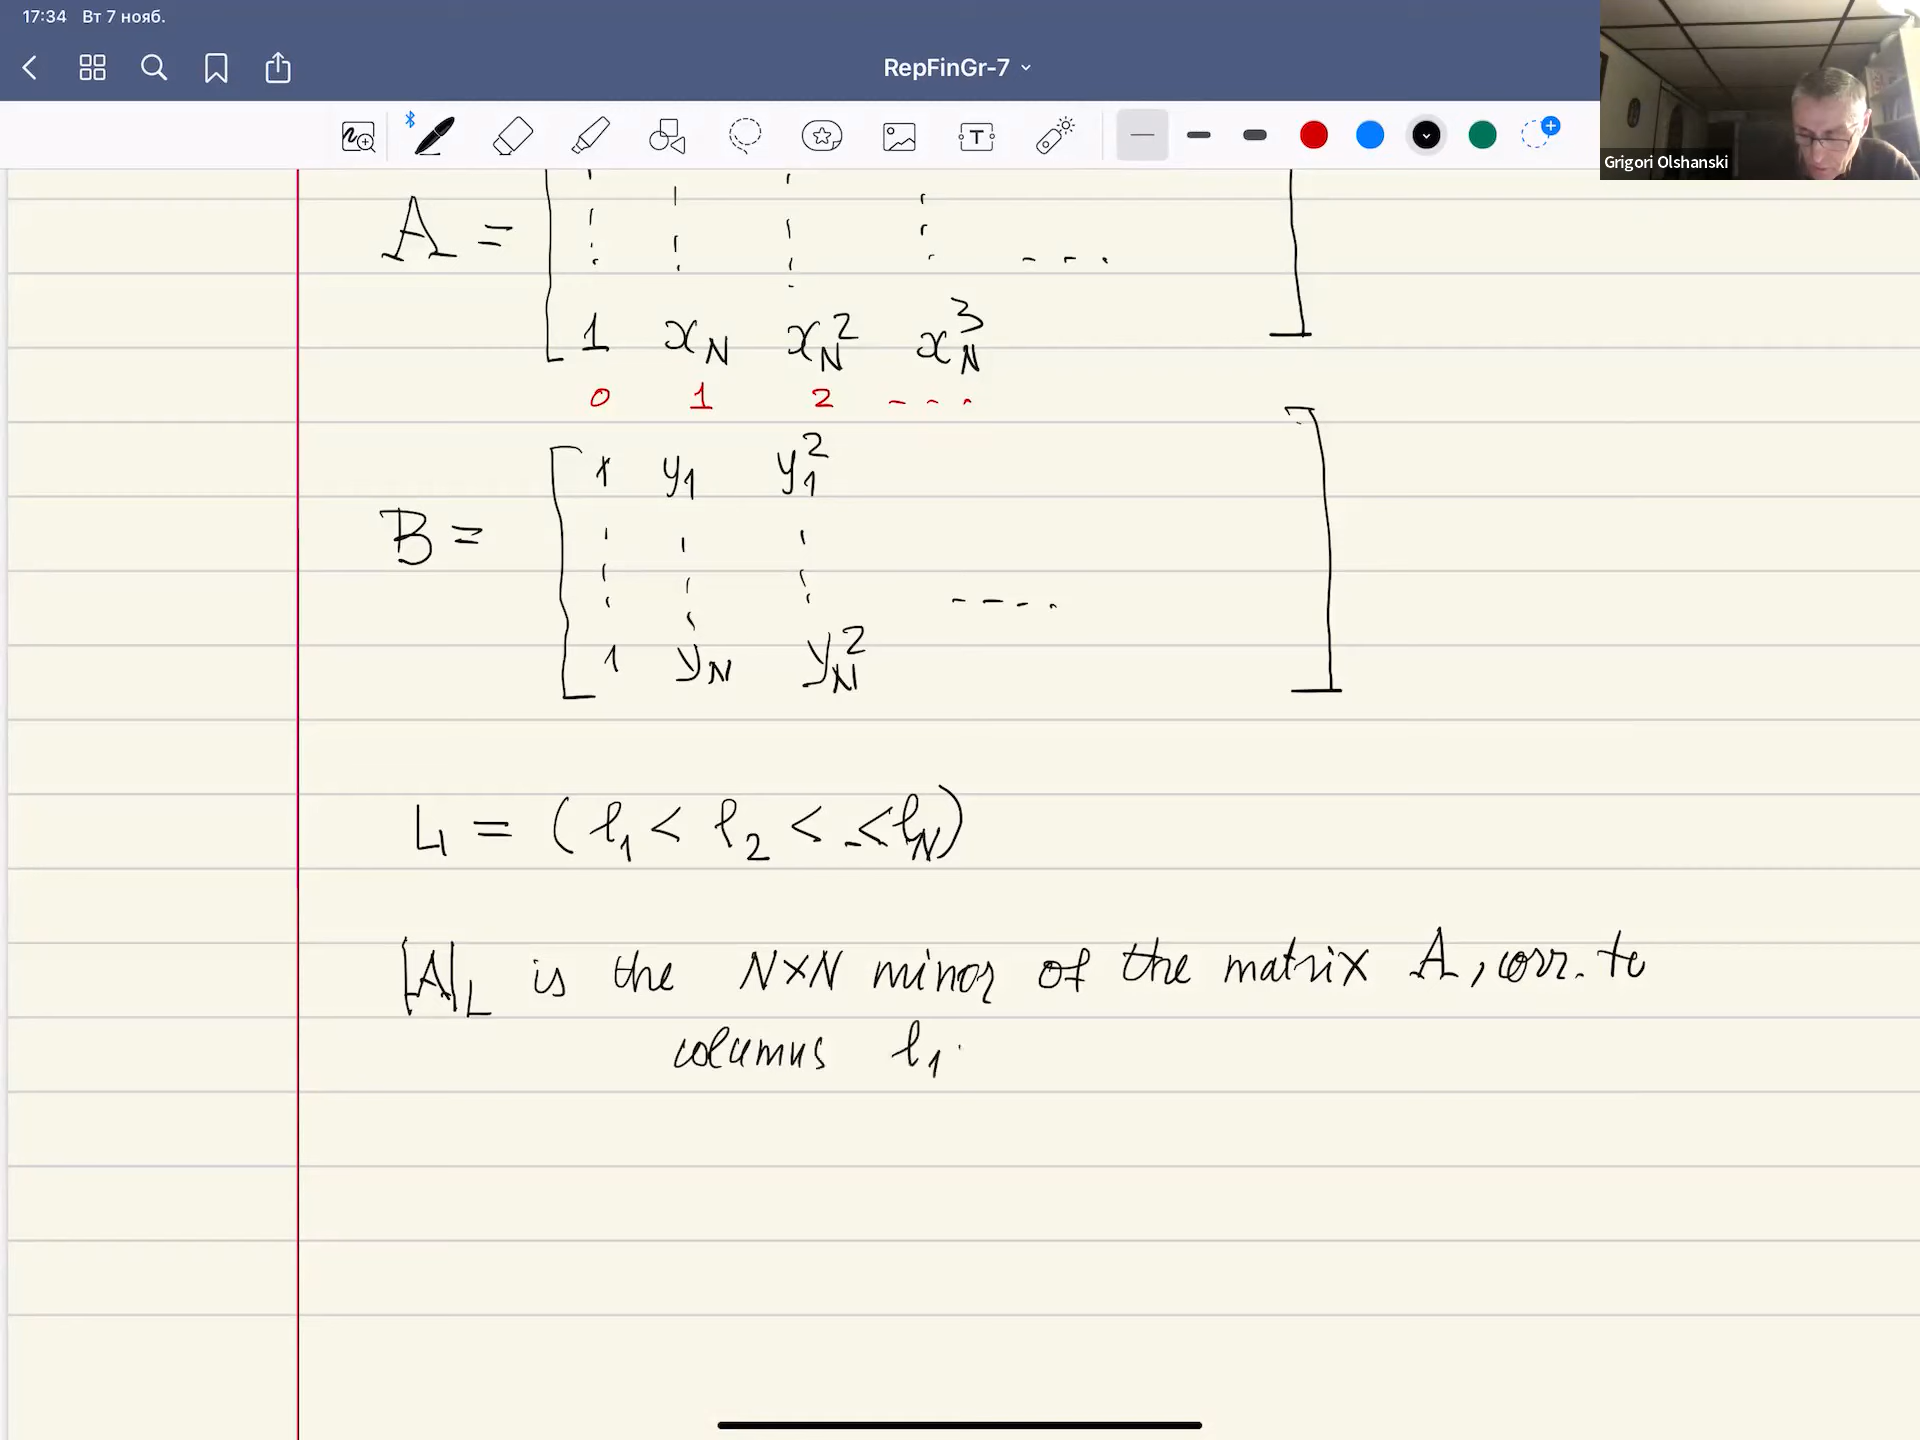 17:34 Вт 7 нояб.
RepFinGr-7
Grigori Olshanski
A =
1 x_N x_N^2 x_N^3
0 1 2 - - -
B =
1 y_1 y_1^2
1 y_N y_N^2
L = ( l_1 < l_2 < .. < l_N )
|A|_L is the N×N minor of the matrix A, corr. to
columns l_1